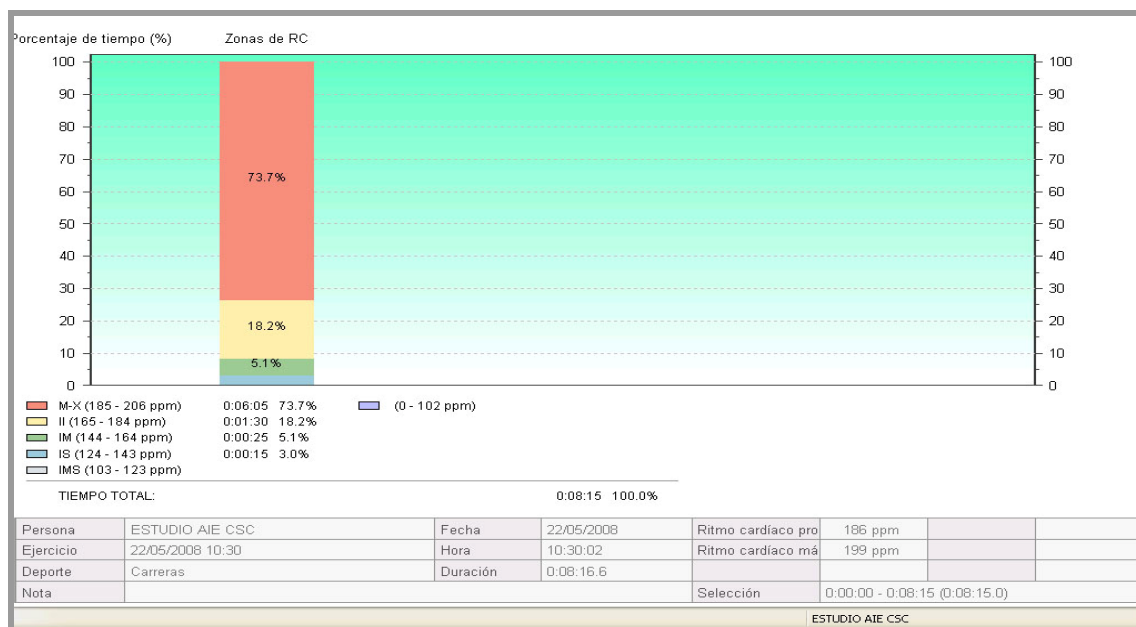 Porcentaje de tiempo (%) Zonas de RC
100 100
90 90
80 80
70 70
73.7%
60 60
50 50
40 40
30 30
20 20
18.2%
10 10
5.1%
0 0
M-X (185 - 206 ppm) 0:06:05 73.7% (0 - 102 ppm)
II (165 - 184 ppm) 0:01:30 18.2%
IM (144 - 164 ppm) 0:00:25 5.1%
IS (124 - 143 ppm) 0:00:15 3.0%
IMS (103 - 123 ppm)
TIEMPO TOTAL: 0:08:15 100.0%
Persona ESTUDIO AIE CSC Fecha 22/05/2008 Ritmo cardíaco pro 186 ppm
Ejercicio 22/05/2008 10:30 Hora 10:30:02 Ritmo cardíaco má 199 ppm
Deporte Carreras Duración 0:08:16.6
Nota Selección 0:00:00 - 0:08:15 (0:08:15.0)
ESTUDIO AIE CSC